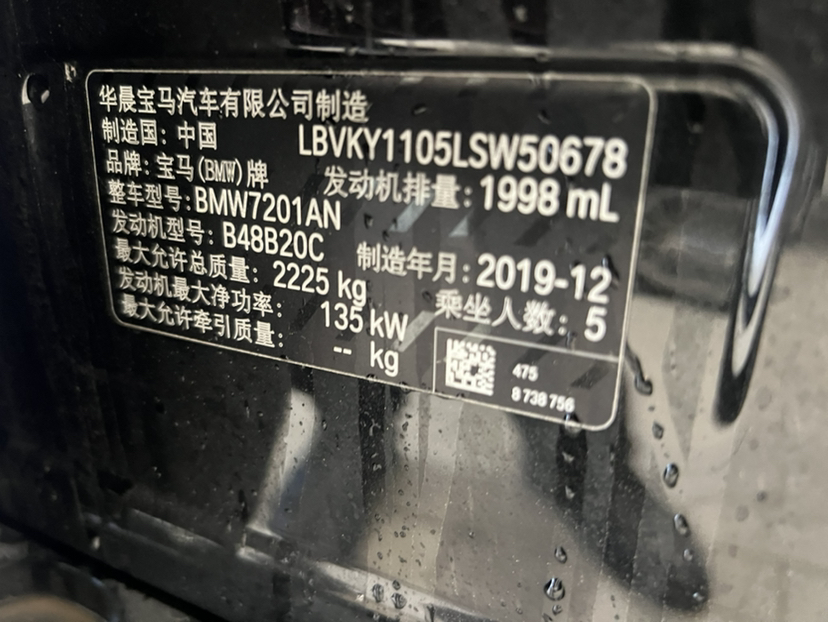 华晨宝马汽车有限公司制造
制造国：中国 LBVKY1105LSW50678
品牌：宝马(BMW)牌 发动机排量：1998 mL
整车型号：BMW7201AN
发动机型号：B48B20C 制造年月：2019-12
最大允许总质量：2225 kg 乘坐人数：5
发动机最大净功率：135 kW
最大允许牵引质量：-- kg
475
8 738 756